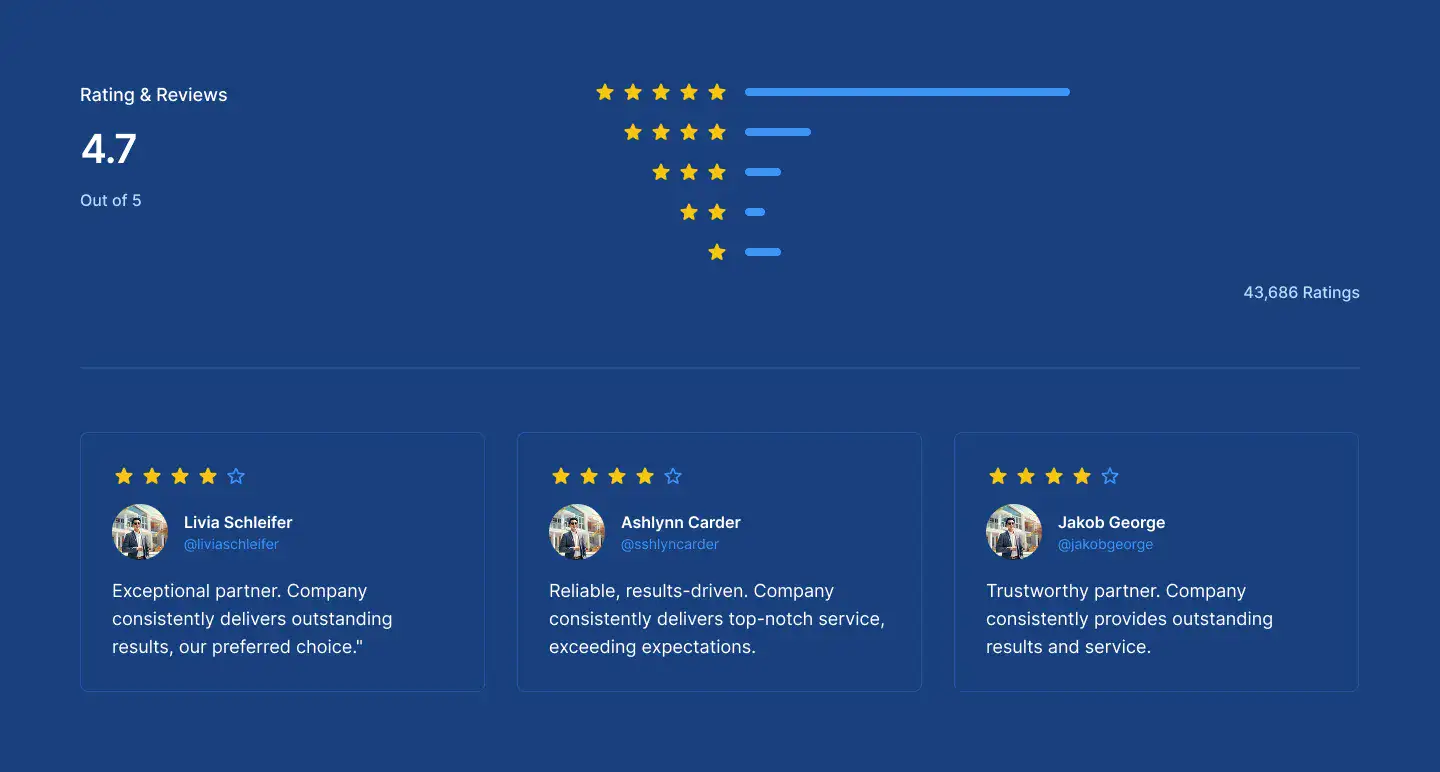 Rating & Reviews
4.7
Out of 5
43,686 Ratings
Livia Schleifer
@liviaschleifer
Exceptional partner. Company
consistently delivers outstanding
results, our preferred choice."
Ashlynn Carder
@sshlyncarder
Reliable, results-driven. Company
consistently delivers top-notch service,
exceeding expectations.
Jakob George
@jakobgeorge
Trustworthy partner. Company
consistently provides outstanding
results and service.